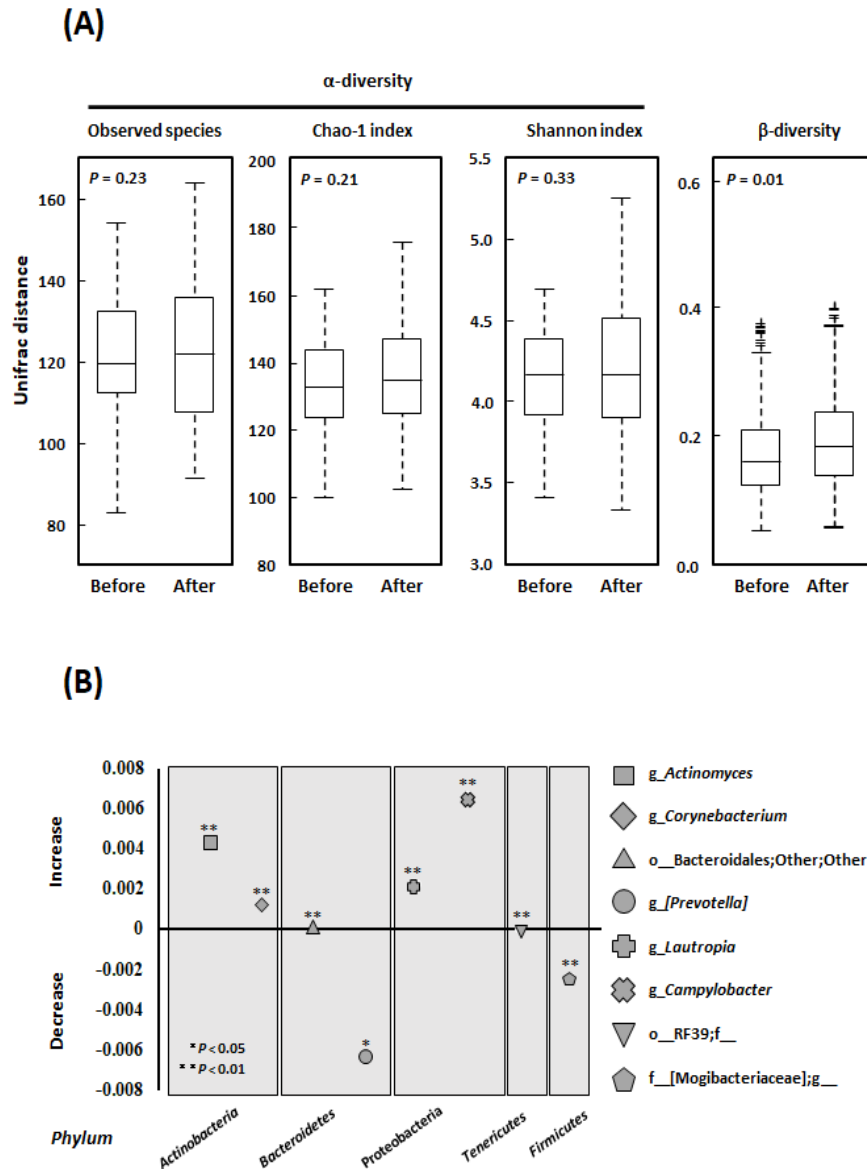 (A)
α-diversity
Observed species Chao-1 index Shannon index β-diversity
Unifrac distance
P = 0.23
160
140
120
100
80
Before After
P = 0.21
200
180
160
140
120
100
80
Before After
P = 0.33
5.5
5.0
4.5
4.0
3.5
3.0
Before After
P = 0.01
0.6
0.4
0.2
0.0
Before After
(B)
Increase
Decrease
0.008
0.006
0.004
0.002
0
-0.002
-0.004
-0.006
-0.008
**
**
**
*
**
**
**
**
* P < 0.05
** P < 0.01
Phylum
Actinobacteria
Bacteroidetes
Proteobacteria
Tenericutes
Firmicutes
g_Actinomyces
g_Corynebacterium
o__Bacteroidales;Other;Other
g_[Prevotella]
g_Lautropia
g_Campylobacter
o__RF39;f__
f__[Mogibacteriaceae];g__